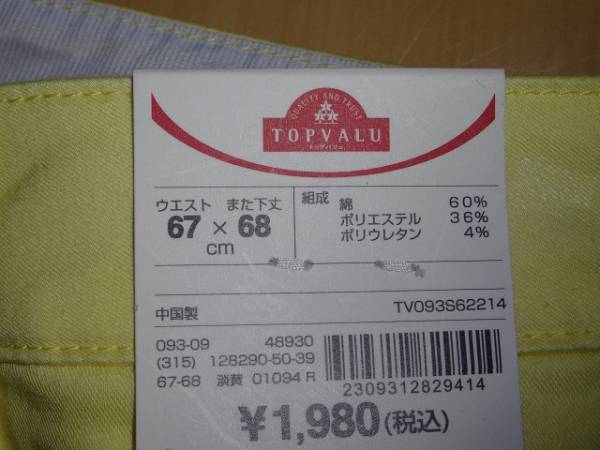 QUALITY AND TRUST
TOPVALU
トップバリュ
ウエスト また下丈
67 × 68
cm
組成
綿 60%
ポリエステル 36%
ポリウレタン 4%
中国製
TV093S62214
093-09 48930
(315) 128290-50-39
67-68 淡黄 01094 R
2309312829414
¥1,980(税込)